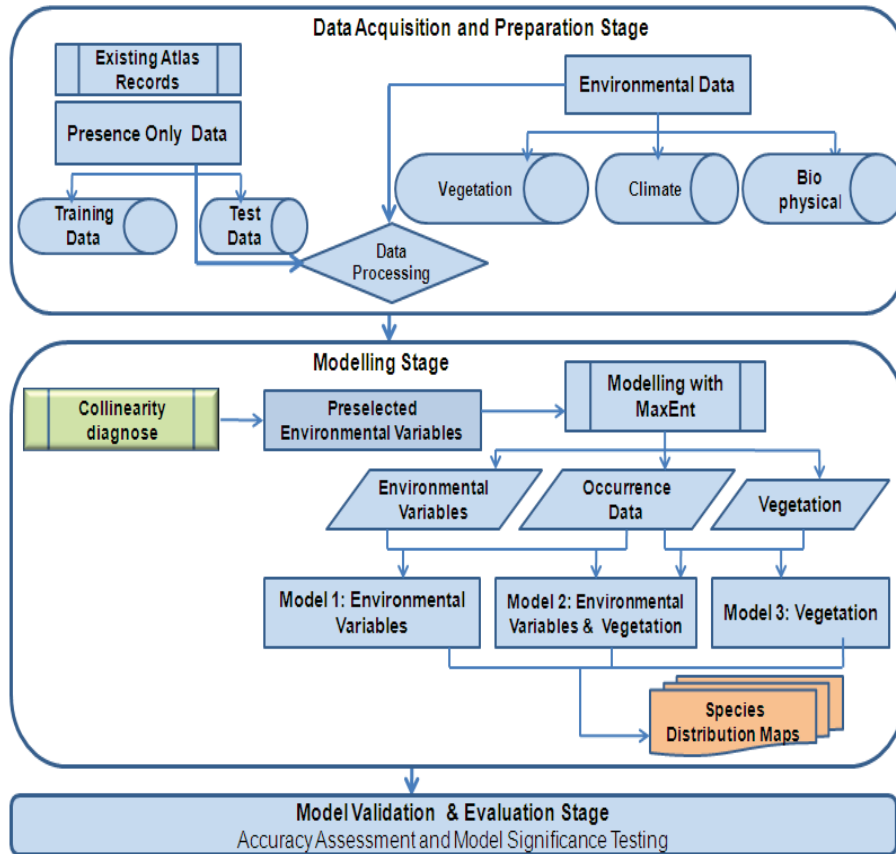 Data Acquisition and Preparation Stage
Existing Atlas
Records
Environmental Data
Presence Only Data
Vegetation
Climate
Bio
physical
Training
Data
Test
Data
Data
Processing
Modelling Stage
Collinearity
diagnose
Preselected
Environmental Variables
Modelling with
MaxEnt
Environmental
Variables
Occurrence
Data
Vegetation
Model 1: Environmental
Variables
Model 2: Environmental
Variables & Vegetation
Model 3: Vegetation
Species
Distribution Maps
Model Validation & Evaluation Stage
Accuracy Assessment and Model Significance Testing